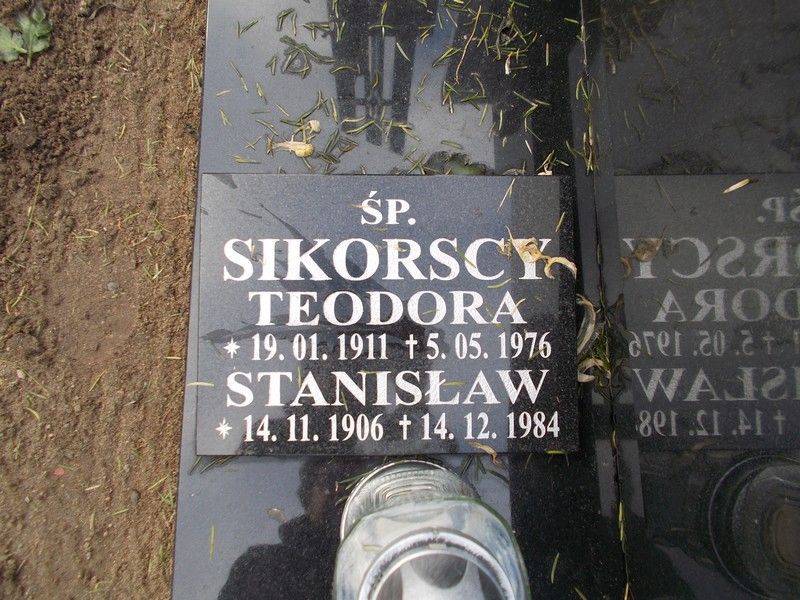 ŚP.
SIKORSCY
TEODORA
* 19. 01. 1911 † 5. 05. 1976
STANISŁAW
* 14. 11. 1906 † 14. 12. 1984